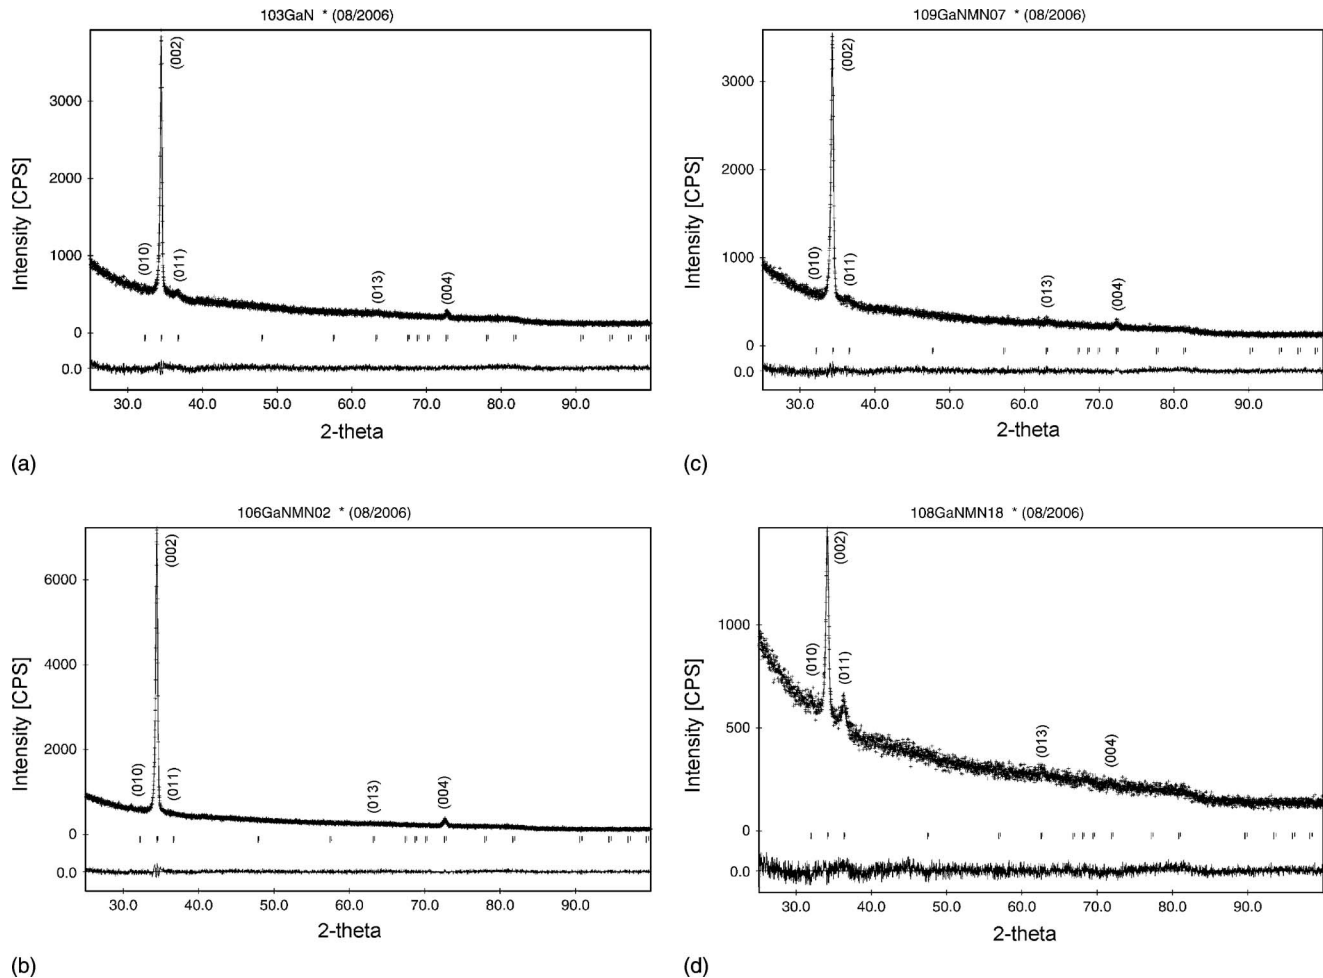 103GaN * (08/2006)
(002)
3000
2000
1000
0
0.0
Intensity [CPS]
(010)
(011)
(013)
(004)
30.0 40.0 50.0 60.0 70.0 80.0 90.0
2-theta
(a)
109GaNMN07 * (08/2006)
(002)
3000
2000
1000
0
0.0
Intensity [CPS]
(010)
(011)
(013)
(004)
30.0 40.0 50.0 60.0 70.0 80.0 90.0
2-theta
(c)
106GaNMN02 * (08/2006)
(002)
6000
4000
2000
0
0.0
Intensity [CPS]
(010)
(011)
(013)
(004)
30.0 40.0 50.0 60.0 70.0 80.0 90.0
2-theta
(b)
108GaNMN18 * (08/2006)
(002)
1000
500
0
0.0
Intensity [CPS]
(010)
(011)
(013)
(004)
30.0 40.0 50.0 60.0 70.0 80.0 90.0
2-theta
(d)